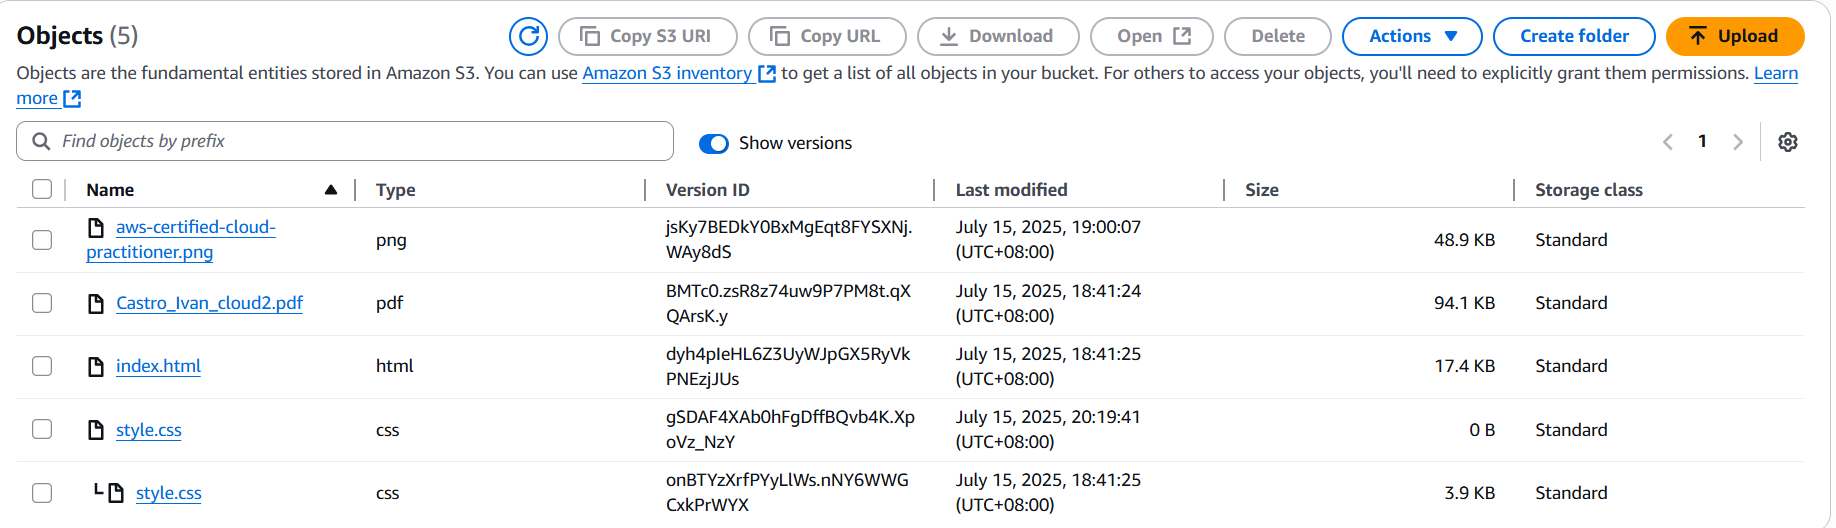 Objects (5)
Copy S3 URI
Copy URL
Download
Open
Delete
Actions
Create folder
Upload
Objects are the fundamental entities stored in Amazon S3. You can use Amazon S3 inventory to get a list of all objects in your bucket. For others to access your objects, you'll need to explicitly grant them permissions. Learn
more
Find objects by prefix
Show versions
1
Name Type Version ID Last modified Size Storage class
aws-certified-cloud-
practitioner.png
png
jsKy7BEDkY0BxMgEqt8FYSXNj.
WAy8dS
July 15, 2025, 19:00:07
(UTC+08:00)
48.9 KB
Standard
Castro_Ivan_cloud2.pdf
pdf
BMTc0.zsR8z74uw9P7PM8t.qX
QArsK.y
July 15, 2025, 18:41:24
(UTC+08:00)
94.1 KB
Standard
index.html
html
dyh4pIeHL6Z3UyWJpGX5RyVk
PNEzjJUs
July 15, 2025, 18:41:25
(UTC+08:00)
17.4 KB
Standard
style.css
css
gSDAF4XAb0hFgDffBQvb4K.Xp
oVz_NzY
July 15, 2025, 20:19:41
(UTC+08:00)
0 B
Standard
style.css
css
onBTYzXrfPYyLlWs.nNY6WWG
CxkPrWYX
July 15, 2025, 18:41:25
(UTC+08:00)
3.9 KB
Standard